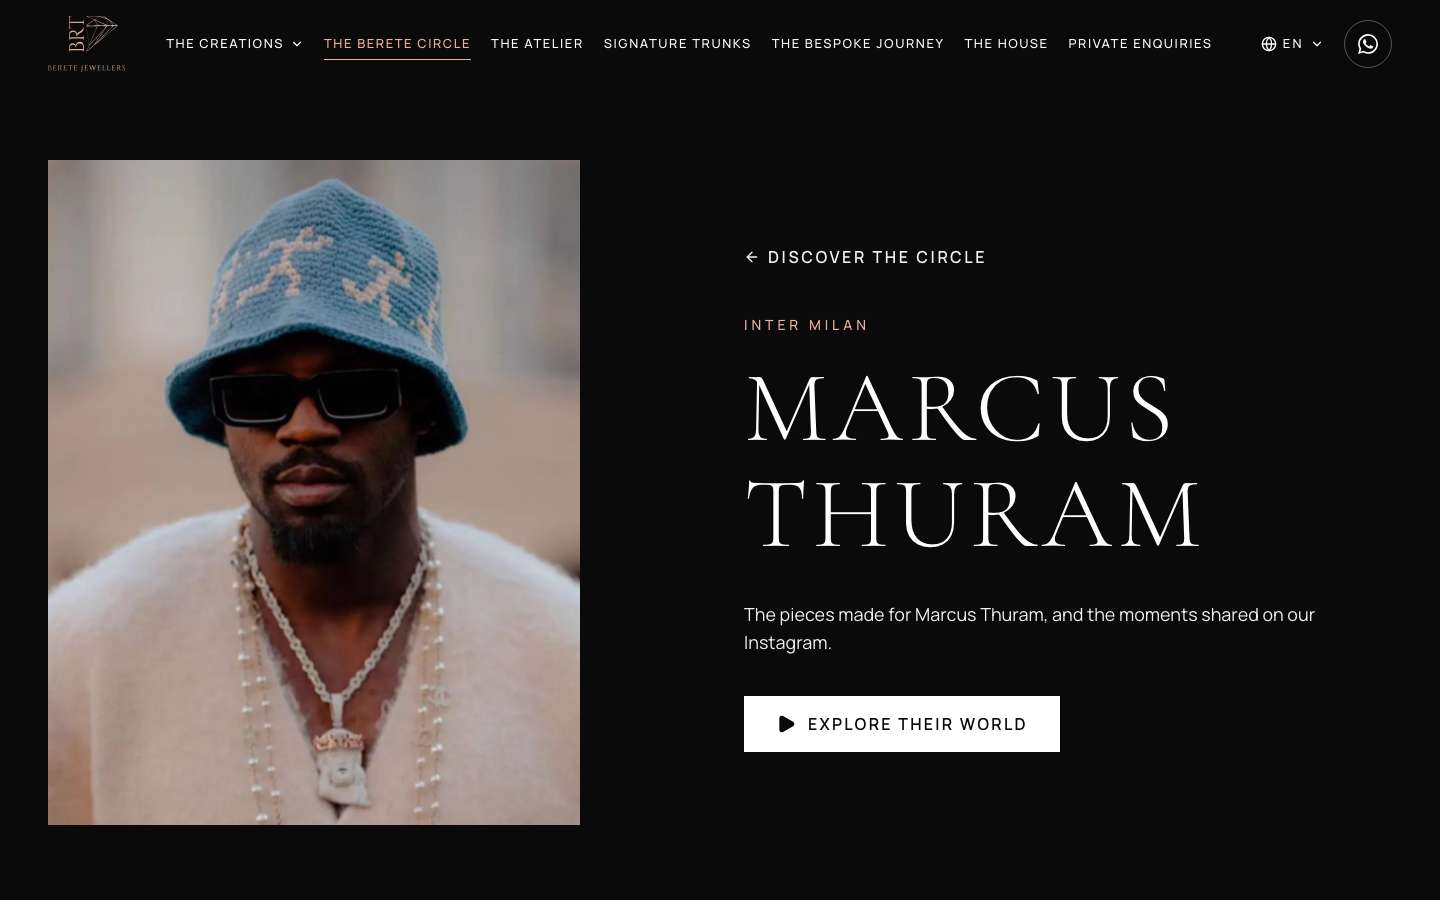 BRT
BERETE JEWELLERS
THE CREATIONS
THE BERETE CIRCLE
THE ATELIER
SIGNATURE TRUNKS
THE BESPOKE JOURNEY
THE HOUSE
PRIVATE ENQUIRIES
EN
← DISCOVER THE CIRCLE
INTER MILAN
MARCUS
THURAM
The pieces made for Marcus Thuram, and the moments shared on our
Instagram.
EXPLORE THEIR WORLD